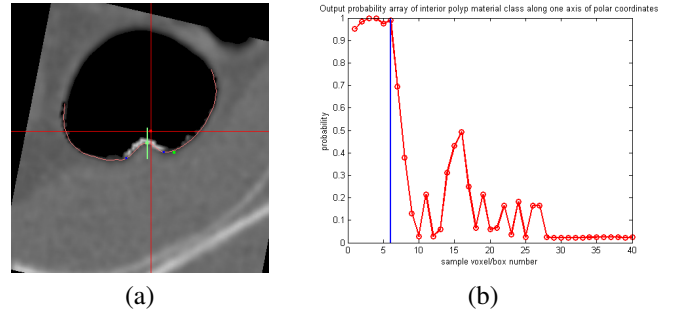 Output probability array of interior polyp material class along one axis of polar coordinates
1
0.9
0.8
0.7
0.6
0.5
0.4
0.3
0.2
0.1
0
probability
0 5 10 15 20 25 30 35 40
sample voxel/box number
(a) (b)